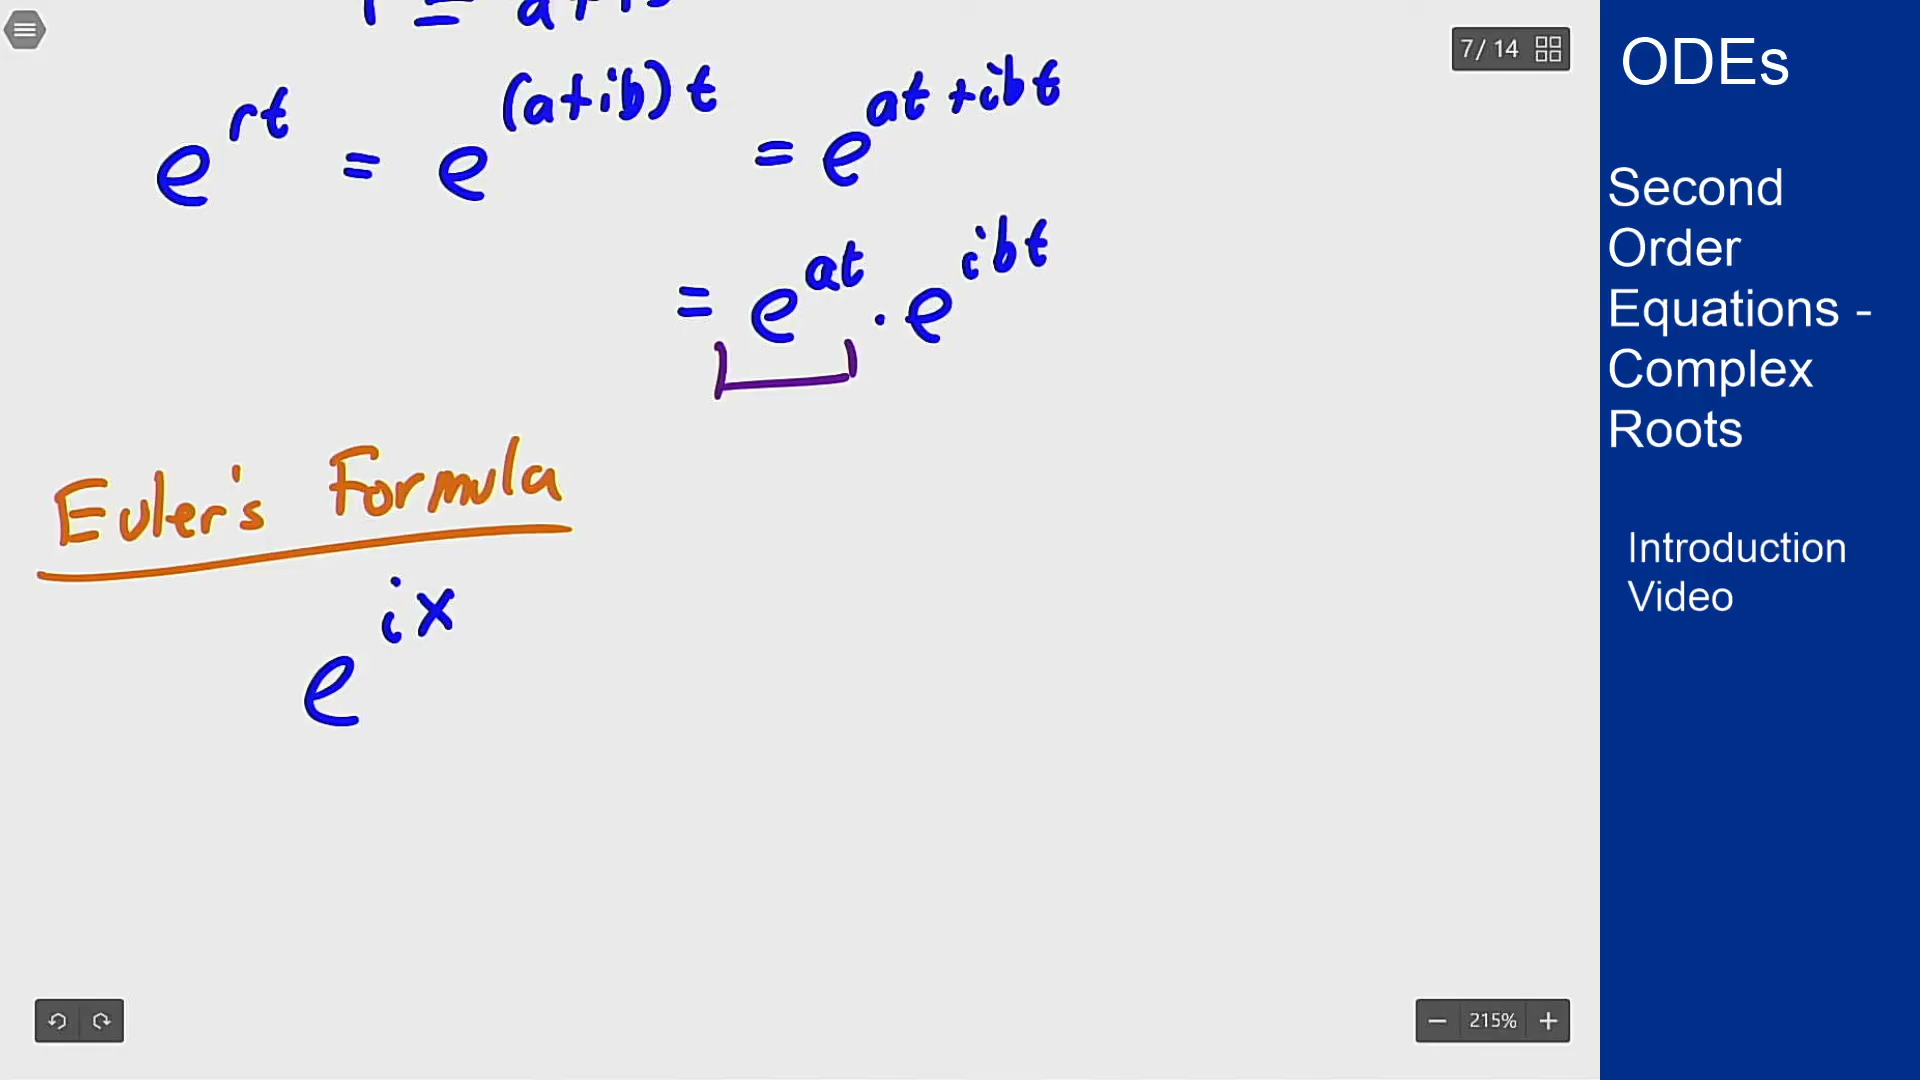 r = a+ib
7 / 14
e^{rt} = e^{(a+ib)t} = e^{at+ibt}
= e^{at} · e^{ibt}
Euler's Formula
e^{ix}
215%
ODEs
Second
Order
Equations -
Complex
Roots
Introduction
Video